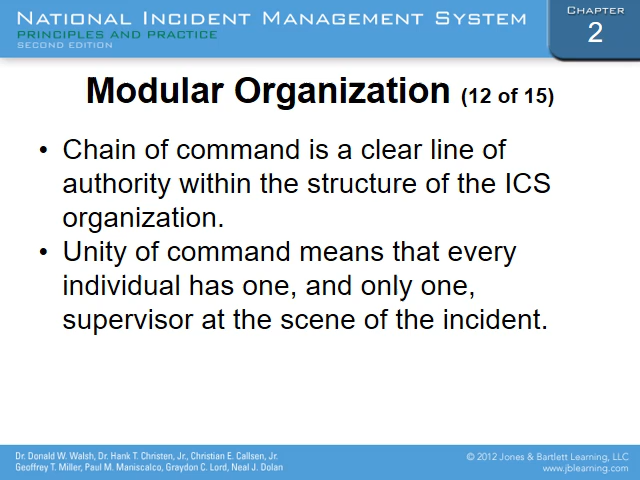 NATIONAL INCIDENT MANAGEMENT SYSTEM
PRINCIPLES AND PRACTICE
SECOND EDITION
CHAPTER
2
Modular Organization (12 of 15)
• Chain of command is a clear line of
authority within the structure of the ICS
organization.
• Unity of command means that every
individual has one, and only one,
supervisor at the scene of the incident.
Dr. Donald W. Walsh, Dr. Hank T. Christen, Jr., Christian E. Callsen, Jr.
Geoffrey T. Miller, Paul M. Maniscalco, Graydon C. Lord, Neal J. Dolan
© 2012 Jones & Bartlett Learning, LLC
www.jblearning.com